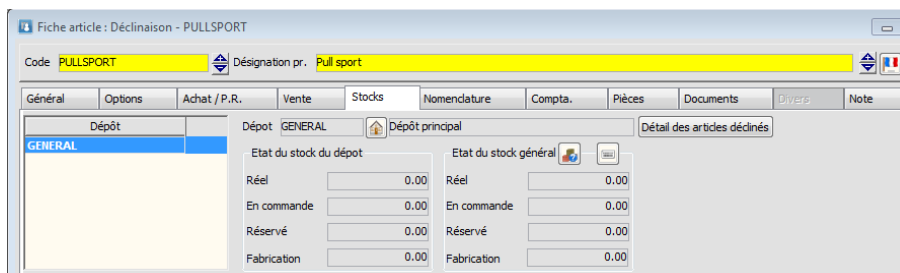 Fiche article : Déclinaison - PULLSPORT
Code PULLSPORT Désignation pr. Pull sport
Général Options Achat / P.R. Vente Stocks Nomenclature Compta. Pièces Documents Divers Note
Dépôt Dépot GENERAL Dépôt principal Détail des articles déclinés
GENERAL Etat du stock du dépot Etat du stock général
Réel 0.00 Réel 0.00
En commande 0.00 En commande 0.00
Réservé 0.00 Réservé 0.00
Fabrication 0.00 Fabrication 0.00